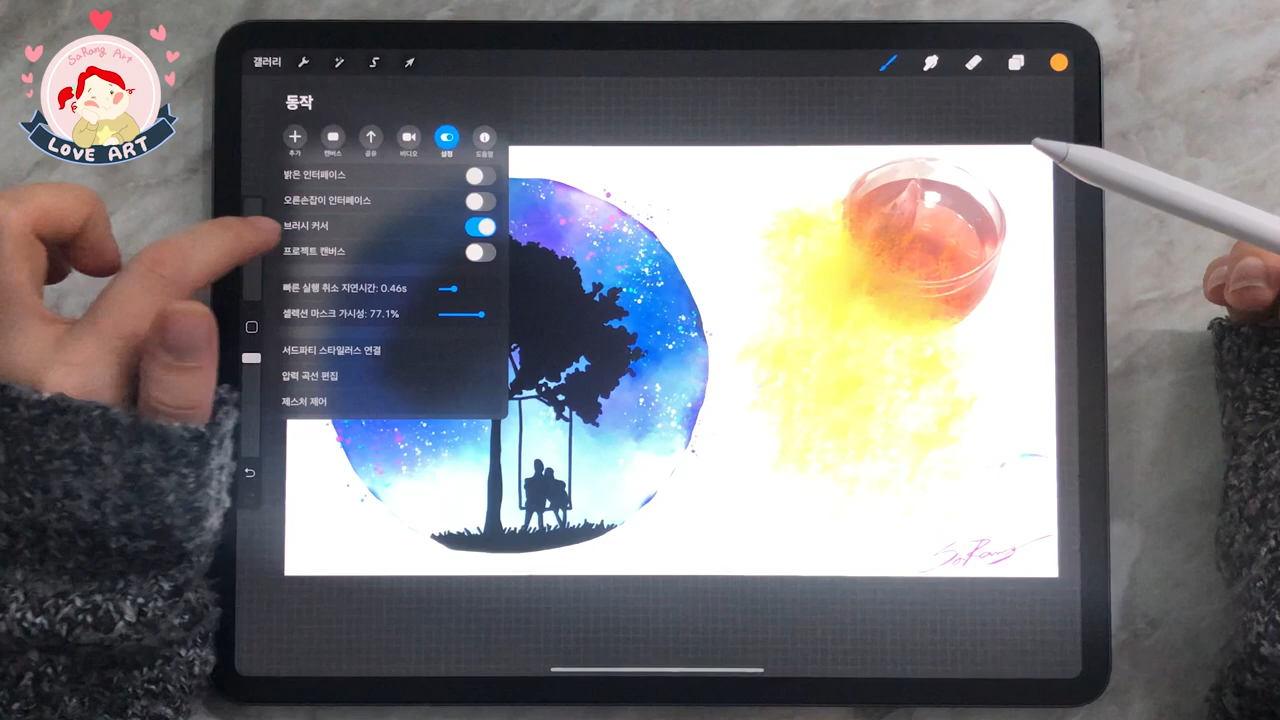 SaRang Art
LOVE ART
갤러리
동작
추가 캔버스 공유 비디오 설정 도움말
밝은 인터페이스
오른손잡이 인터페이스
브러시 커서
프로젝트 캔버스
빠른 실행 취소 지연시간: 0.46s
셀렉션 마스크 가시성: 77.1%
서드파티 스타일러스 연결
압력 곡선 편집
제스처 제어
SaRang